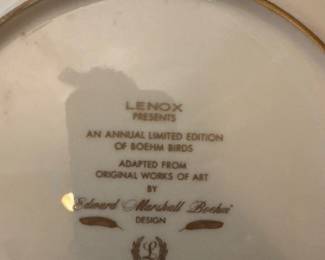 LENOX
PRESENTS
AN ANNUAL LIMITED EDITION
OF BOEHM BIRDS
ADAPTED FROM
ORIGINAL WORKS OF ART
BY
Edward Marshall Boehm
DESIGN
L